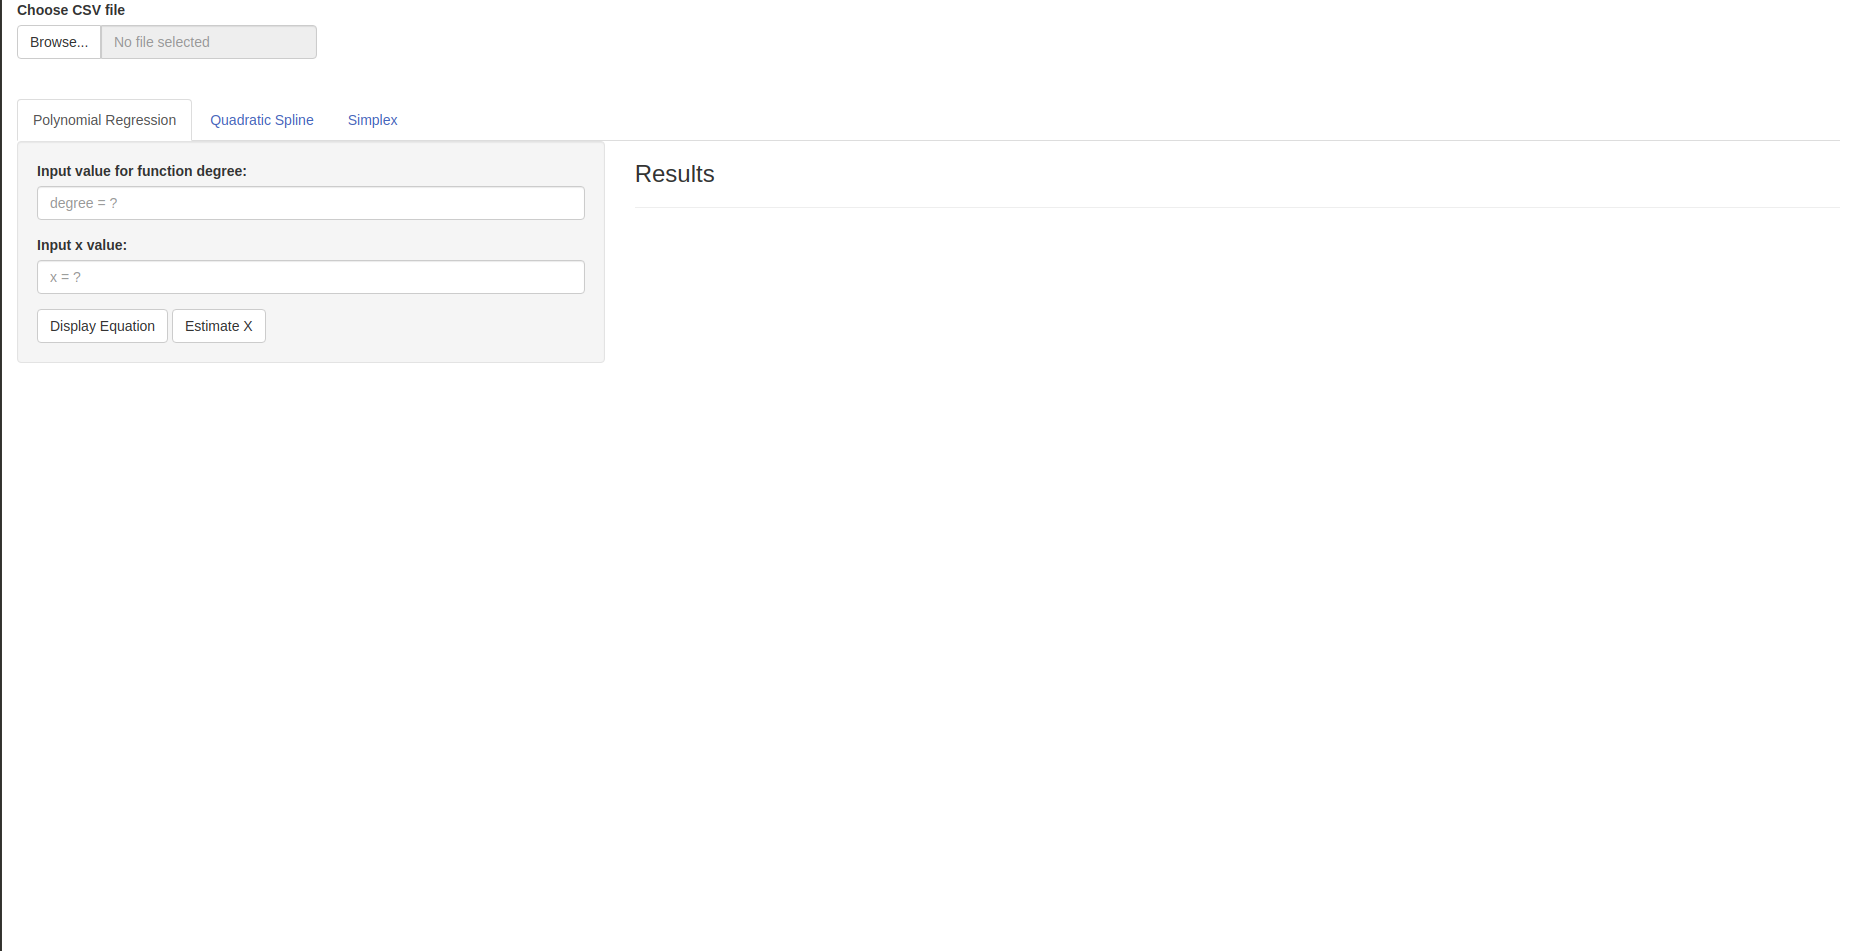 Choose CSV file
Browse... No file selected
Polynomial Regression Quadratic Spline Simplex
Input value for function degree:
degree = ?
Input x value:
x = ?
Display Equation Estimate X
Results